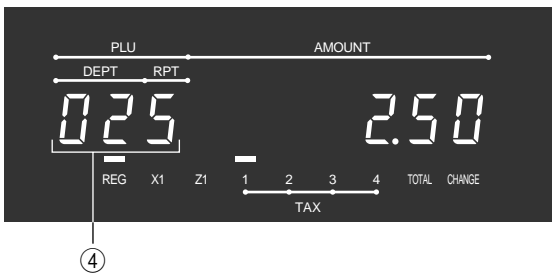 PLU AMOUNT
DEPT RPT
025 2.50
REG X1 Z1 1 2 3 4 TOTAL CHANGE
TAX
④